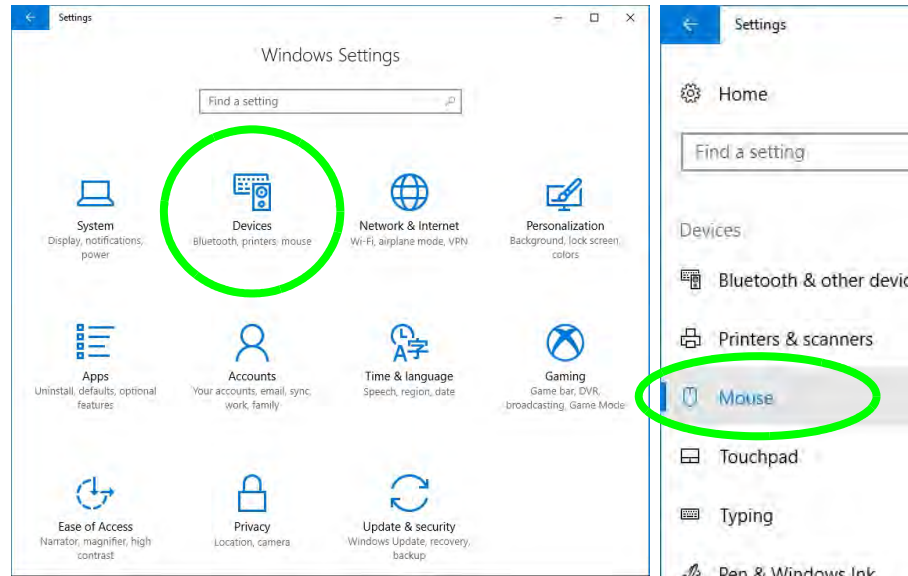 Settings
Windows Settings
Find a setting
System
Display, notifications,
power
Devices
Bluetooth, printers, mouse
Network & Internet
Wi-Fi, airplane mode, VPN
Personalization
Background, lock screen,
colors
Apps
Uninstall, defaults, optional
features
Accounts
Your accounts, email, sync,
work, family
Time & language
Speech, region, date
Gaming
Game bar, DVR,
broadcasting, Game Mode
Ease of Access
Narrator, magnifier, high
contrast
Privacy
Location, camera
Update & security
Windows Update, recovery,
backup
Settings
Home
Find a setting
Devices
Bluetooth & other devic
Printers & scanners
Mouse
Touchpad
Typing
Pen & Windows Ink